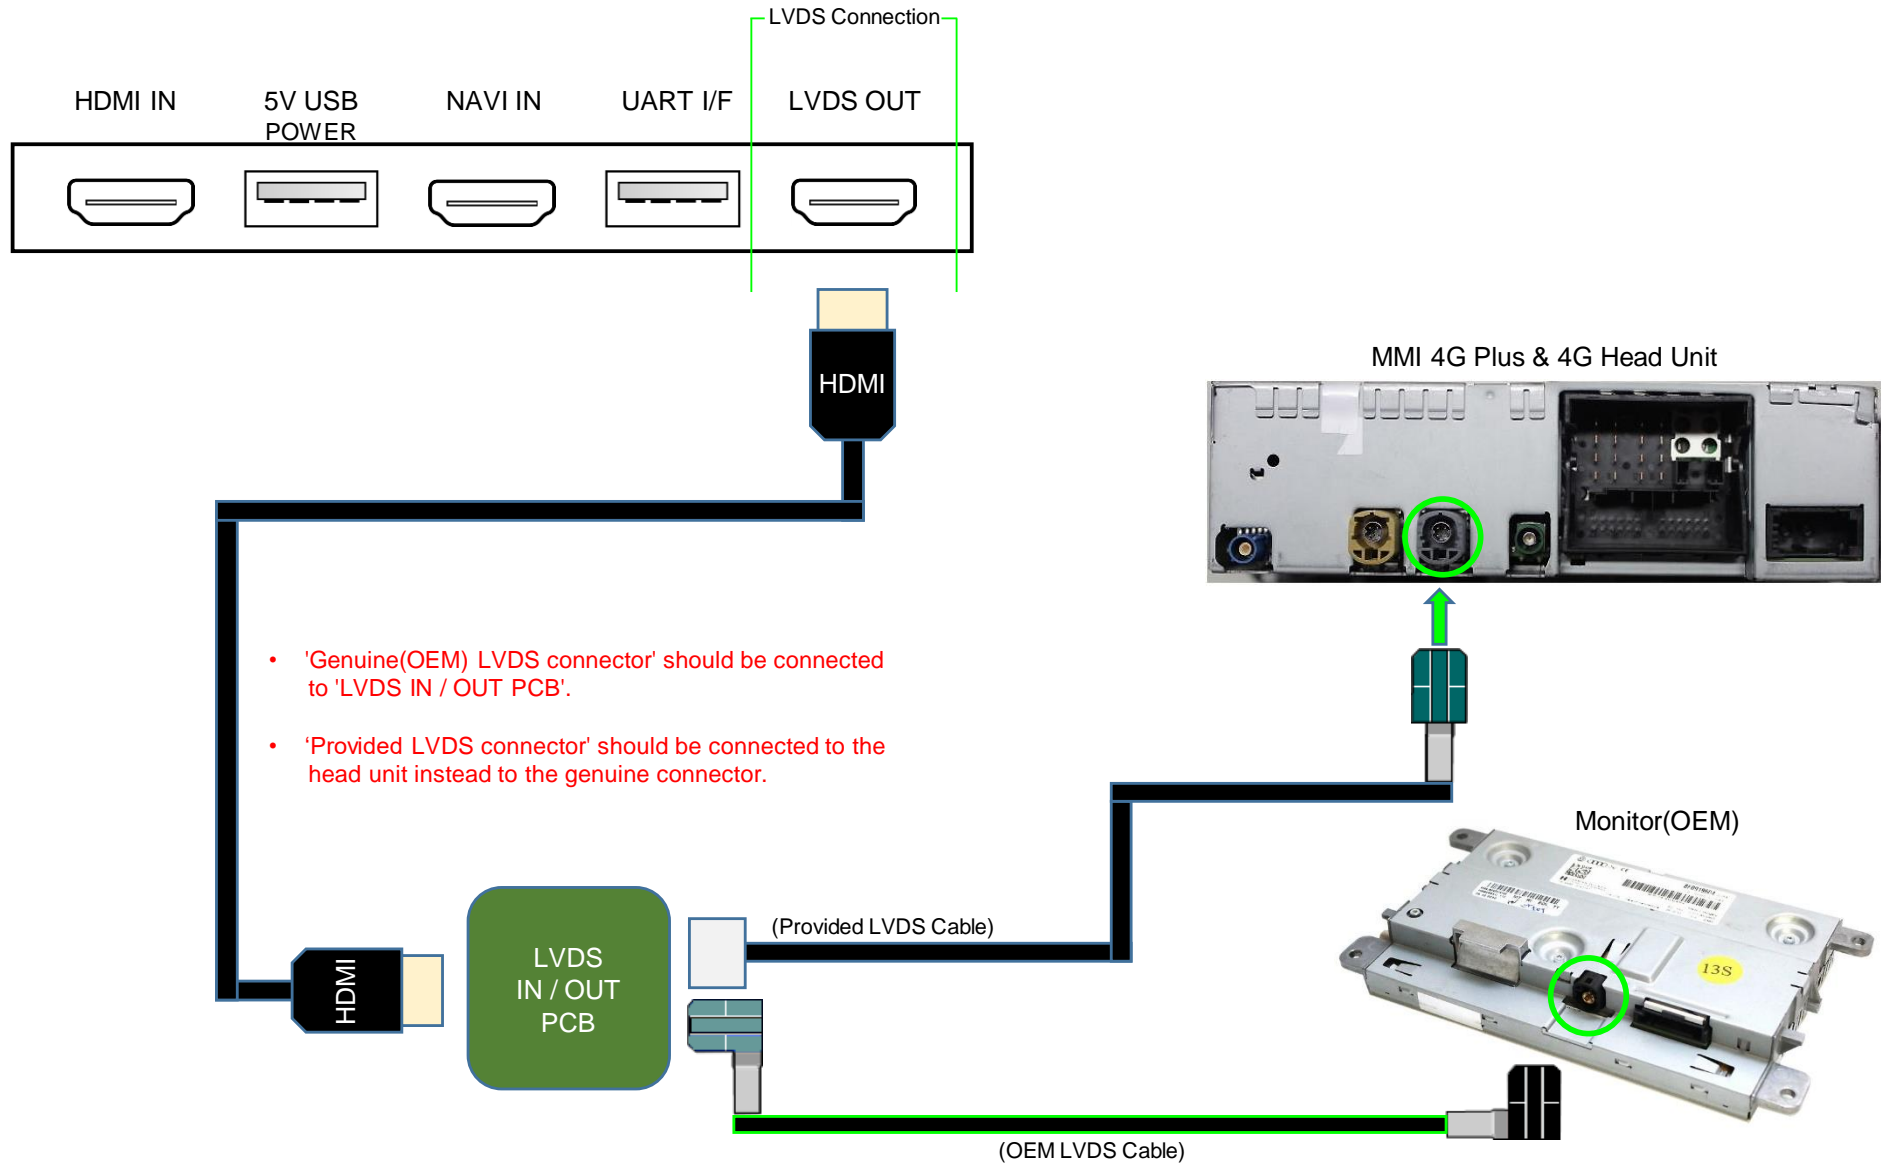 LVDS Connection
HDMI IN
5V USB
POWER
NAVI IN
UART I/F
LVDS OUT
HDMI
MMI 4G Plus & 4G Head Unit
• 'Genuine(OEM) LVDS connector' should be connected
to 'LVDS IN / OUT PCB'.
• ‘Provided LVDS connector' should be connected to the
head unit instead to the genuine connector.
Monitor(OEM)
13S
(Provided LVDS Cable)
LVDS
IN / OUT
PCB
HDMI
(OEM LVDS Cable)